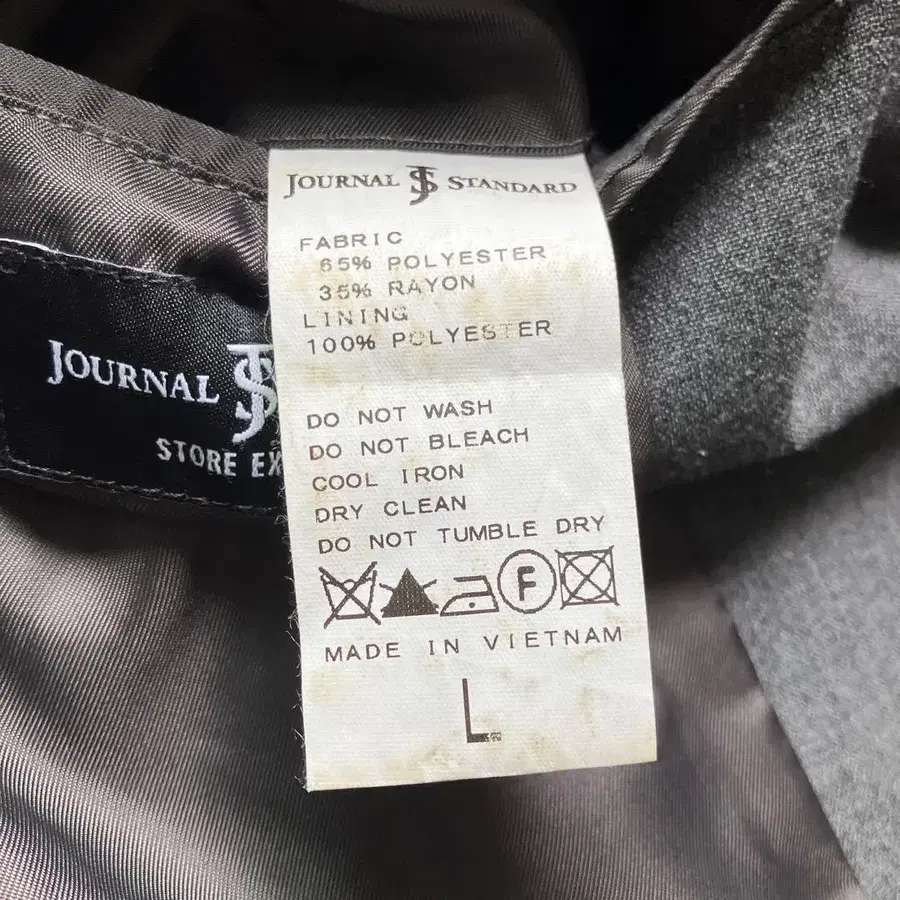 JOURNAL JS STANDARD
FABRIC
65% POLYESTER
35% RAYON
LINING
100% POLYESTER
DO NOT WASH
DO NOT BLEACH
COOL IRON
DRY CLEAN
DO NOT TUMBLE DRY
F
MADE IN VIETNAM
L
JOURNAL JS
STORE EX